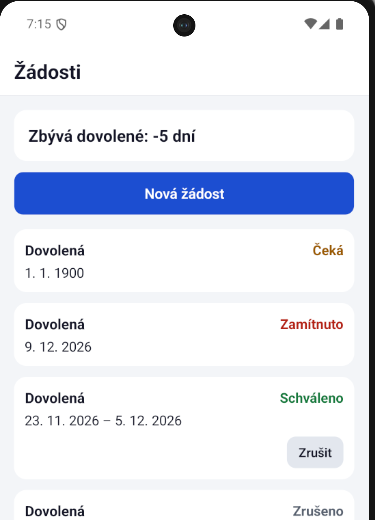 7:15
Žádosti
Zbývá dovolené: -5 dní
Nová žádost
Dovolená
Čeká
1. 1. 1900
Dovolená
Zamítnuto
9. 12. 2026
Dovolená
Schváleno
23. 11. 2026 – 5. 12. 2026
Zrušit
Dovolená
Zrušeno